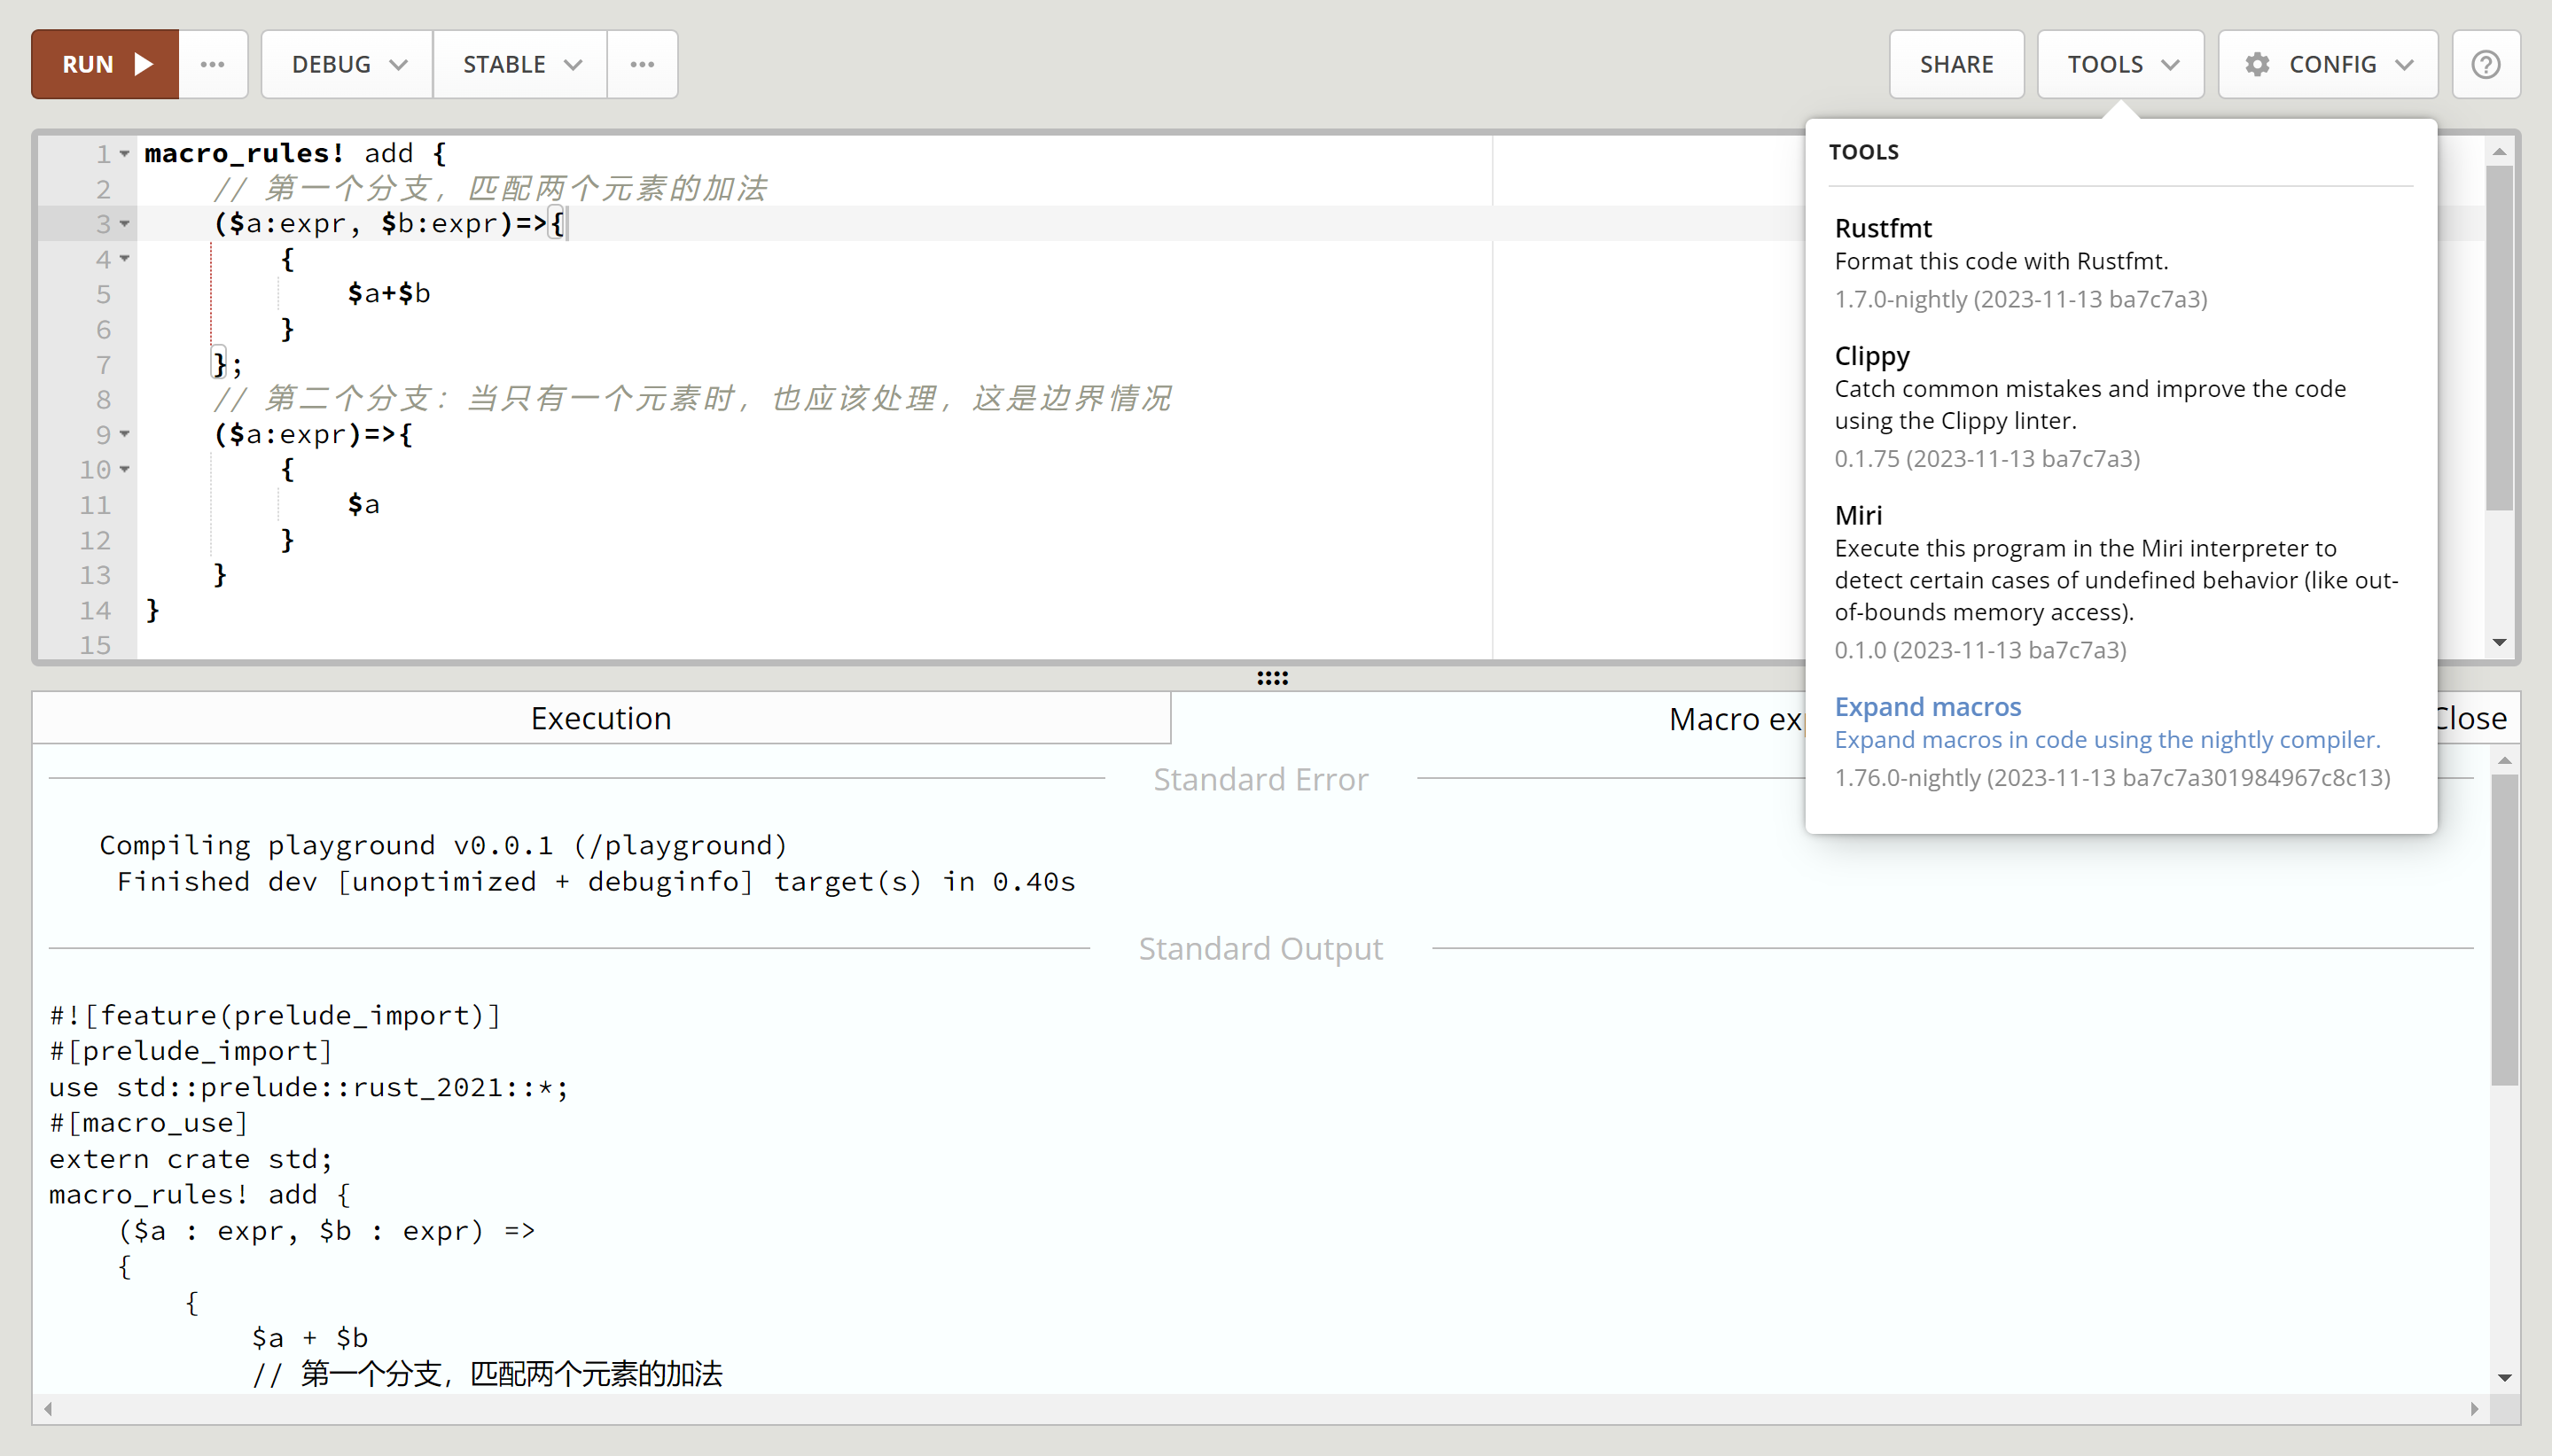 RUN
DEBUG
STABLE
SHARE
TOOLS
CONFIG
1 macro_rules! add {
2     // 第一个分支，匹配两个元素的加法
3     ($a:expr, $b:expr)=>{
4         {
5             $a+$b
6         }
7     };
8     // 第二个分支：当只有一个元素时，也应该处理，这是边界情况
9     ($a:expr)=>{
10         {
11             $a
12         }
13     }
14 }
15
TOOLS
Rustfmt
Format this code with Rustfmt.
1.7.0-nightly (2023-11-13 ba7c7a3)
Clippy
Catch common mistakes and improve the code
using the Clippy linter.
0.1.75 (2023-11-13 ba7c7a3)
Miri
Execute this program in the Miri interpreter to
detect certain cases of undefined behavior (like out-
of-bounds memory access).
0.1.0 (2023-11-13 ba7c7a3)
Expand macros
Expand macros in code using the nightly compiler.
1.76.0-nightly (2023-11-13 ba7c7a301984967c8c13)
Execution
Macro exp
Close
Standard Error
   Compiling playground v0.0.1 (/playground)
    Finished dev [unoptimized + debuginfo] target(s) in 0.40s
Standard Output
#![feature(prelude_import)]
#[prelude_import]
use std::prelude::rust_2021::*;
#[macro_use]
extern crate std;
macro_rules! add {
    ($a : expr, $b : expr) =>
    {
        {
            $a + $b
            // 第一个分支，匹配两个元素的加法